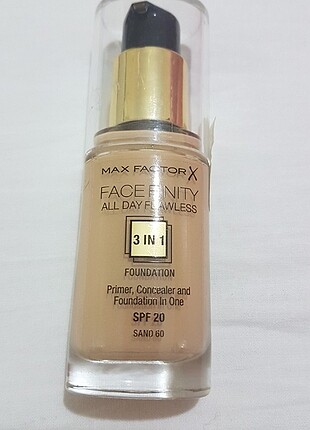 MAX FACTOR X
FACEFINITY
ALL DAY FLAWLESS
3 IN 1
FOUNDATION
Primer, Concealer and
Foundation In One
SPF 20
SAND 60